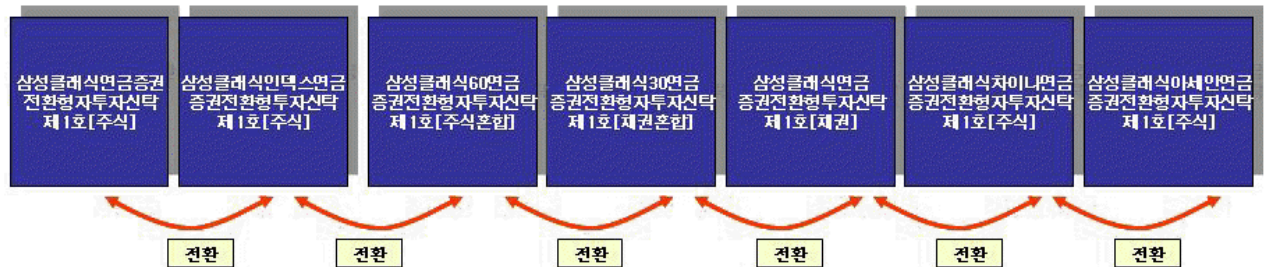 삼성클래식연금증권
전환형자투자신탁
제1호[주식]
삼성클래식인덱스연금
증권전환형자투자신탁
제1호[주식]
삼성클래식60연금
증권전환형자투자신탁
제1호[주식혼합]
삼성클래식30연금
증권전환형자투자신탁
제1호[채권혼합]
삼성클래식연금
증권전환형자투자신탁
제1호[채권]
삼성클래식차이나연금
증권전환형자투자신탁
제1호[주식]
삼성클래식아세안연금
증권전환형자투자신탁
제1호[주식]
전환
전환
전환
전환
전환
전환